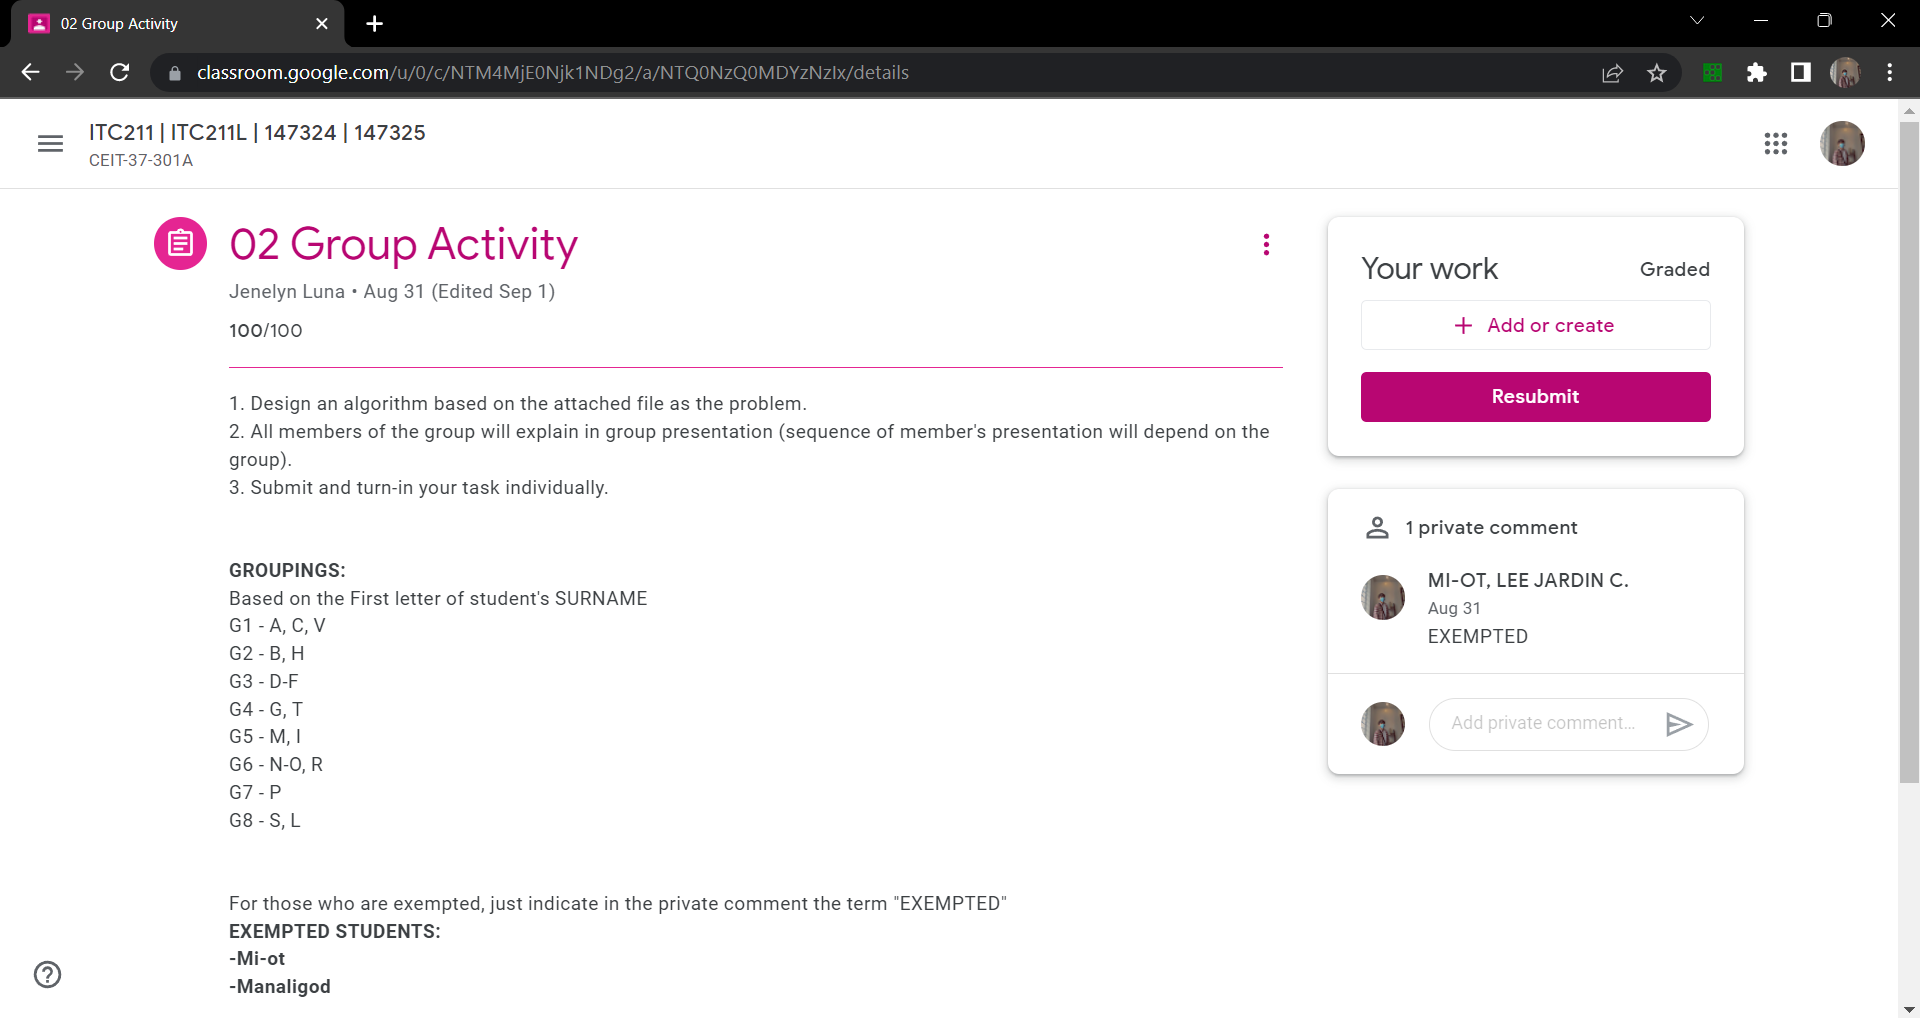 02 Group Activity
classroom.google.com/u/0/c/NTM4MjE0Njk1NDg2/a/NTQ0NzQ0MDYzNzIx/details
ITC211 | ITC211L | 147324 | 147325
CEIT-37-301A
02 Group Activity
Jenelyn Luna • Aug 31 (Edited Sep 1)
100/100
1. Design an algorithm based on the attached file as the problem.
2. All members of the group will explain in group presentation (sequence of member's presentation will depend on the
group).
3. Submit and turn-in your task individually.
GROUPINGS:
Based on the First letter of student's SURNAME
G1 - A, C, V
G2 - B, H
G3 - D-F
G4 - G, T
G5 - M, I
G6 - N-O, R
G7 - P
G8 - S, L
For those who are exempted, just indicate in the private comment the term "EXEMPTED"
EXEMPTED STUDENTS:
-Mi-ot
-Manaligod
Your work
Graded
+ Add or create
Resubmit
1 private comment
MI-OT, LEE JARDIN C.
Aug 31
EXEMPTED
Add private comment...